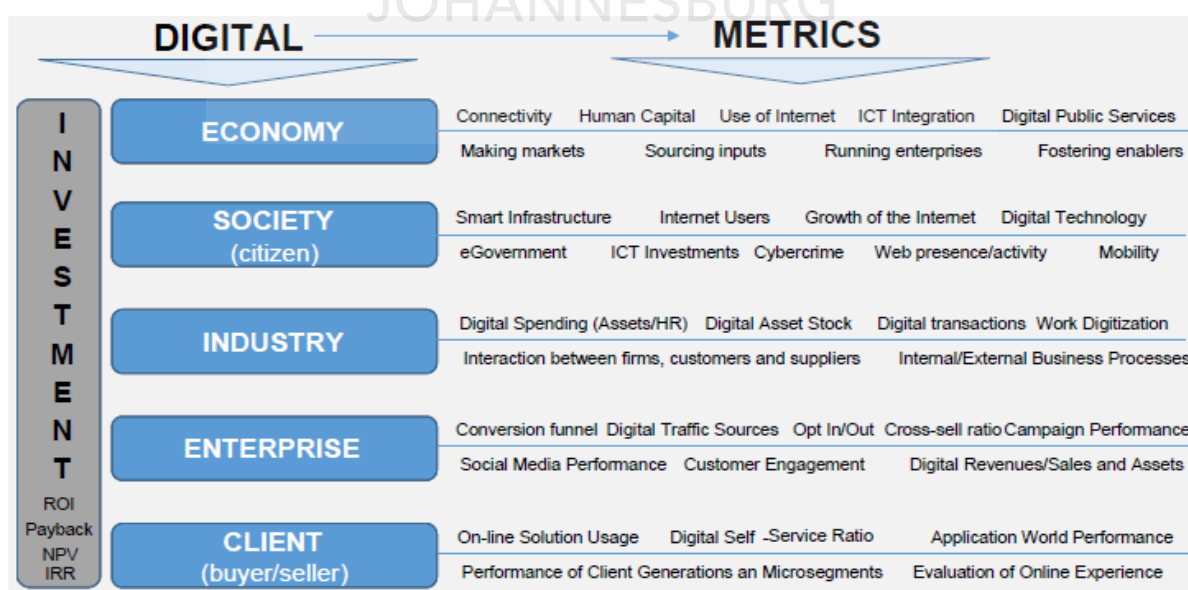 JOHANNESBURG
DIGITAL METRICS
INVESTMENT
ROI
Payback
NPV
IRR
ECONOMY
Connectivity Human Capital Use of Internet ICT Integration Digital Public Services
Making markets Sourcing inputs Running enterprises Fostering enablers
SOCIETY
(citizen)
Smart Infrastructure Internet Users Growth of the Internet Digital Technology
eGovernment ICT Investments Cybercrime Web presence/activity Mobility
INDUSTRY
Digital Spending (Assets/HR) Digital Asset Stock Digital transactions Work Digitization
Interaction between firms, customers and suppliers Internal/External Business Processes
ENTERPRISE
Conversion funnel Digital Traffic Sources Opt In/Out Cross-sell ratio Campaign Performance
Social Media Performance Customer Engagement Digital Revenues/Sales and Assets
CLIENT
(buyer/seller)
On-line Solution Usage Digital Self -Service Ratio Application World Performance
Performance of Client Generations an Microsegments Evaluation of Online Experience